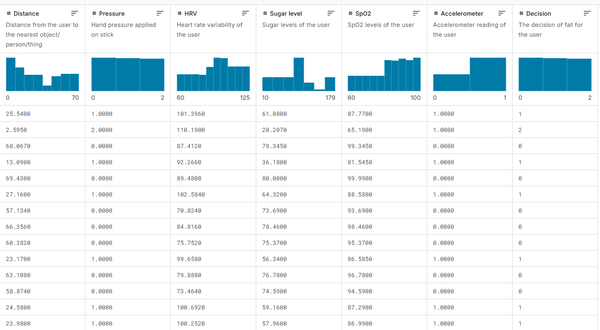 # Distance # Pressure # HRV # Sugar level # SpO2 # Accelerometer # Decision
Distance from the user to the nearest object/person/thing Hand pressure applied on stick Heart rate variability of the user Sugar levels of the user SpO2 levels of the user Accelerometer reading of the user The decision of fall for the user
0 70 0 2 60 125 10 179 60 100 0 1 0 2
25.5400 1.0000 101.3960 61.0800 87.7700 1.0000 1
2.5950 2.0000 110.1900 20.2070 65.1900 1.0000 2
68.0670 0.0000 87.4120 79.3450 99.3450 0.0000 0
13.0900 1.0000 92.2660 36.1800 81.5450 1.0000 1
69.4300 0.0000 89.4800 80.0000 99.9900 0.0000 0
27.1600 1.0000 102.5840 64.3200 88.5800 1.0000 1
57.1340 0.0000 70.8240 73.6900 93.6900 0.0000 0
66.3560 0.0000 84.8160 78.4600 98.4600 0.0000 0
60.3820 0.0000 75.7520 75.3700 95.3700 0.0000 0
23.1700 1.0000 99.6580 56.3400 86.5850 1.0000 1
63.1080 0.0000 79.8880 76.7800 96.7800 0.0000 0
58.8740 0.0000 73.4640 74.5900 94.5900 0.0000 0
24.5800 1.0000 100.6920 59.1600 87.2900 1.0000 1
23.9800 1.0000 100.2520 57.9600 86.9900 1.0000 1